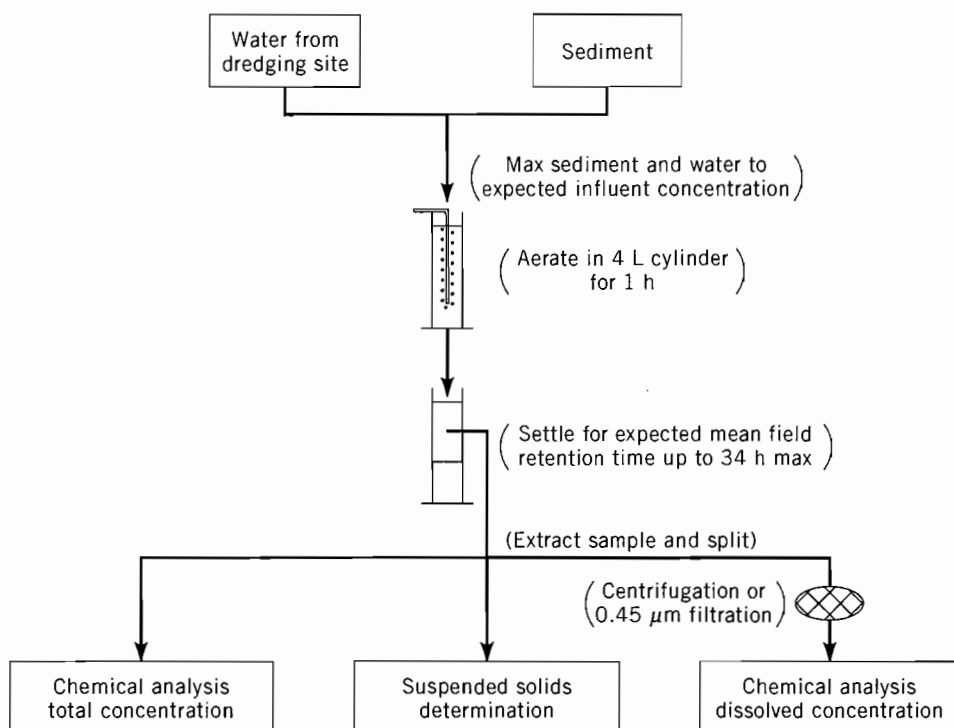 Water from
dredging site
Sediment
(Max sediment and water to
expected influent concentration)
(Aerate in 4 L cylinder
for 1 h)
(Settle for expected mean field
retention time up to 34 h max)
(Extract sample and split)
(Centrifugation or
0.45 μm filtration)
Chemical analysis
total concentration
Suspended solids
determination
Chemical analysis
dissolved concentration